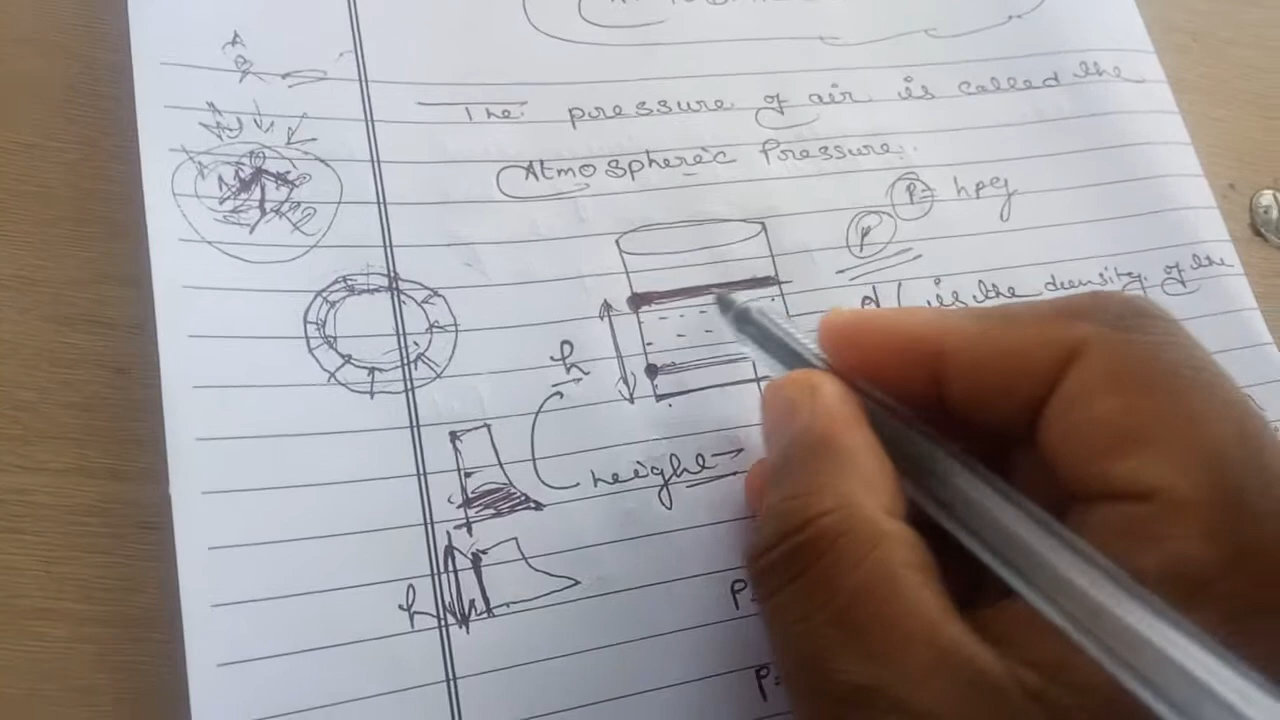 The pressure of air is called the
Atmospheric Pressure.
P= hρg
P
d is the density of the
h
height →
h
P=
P=